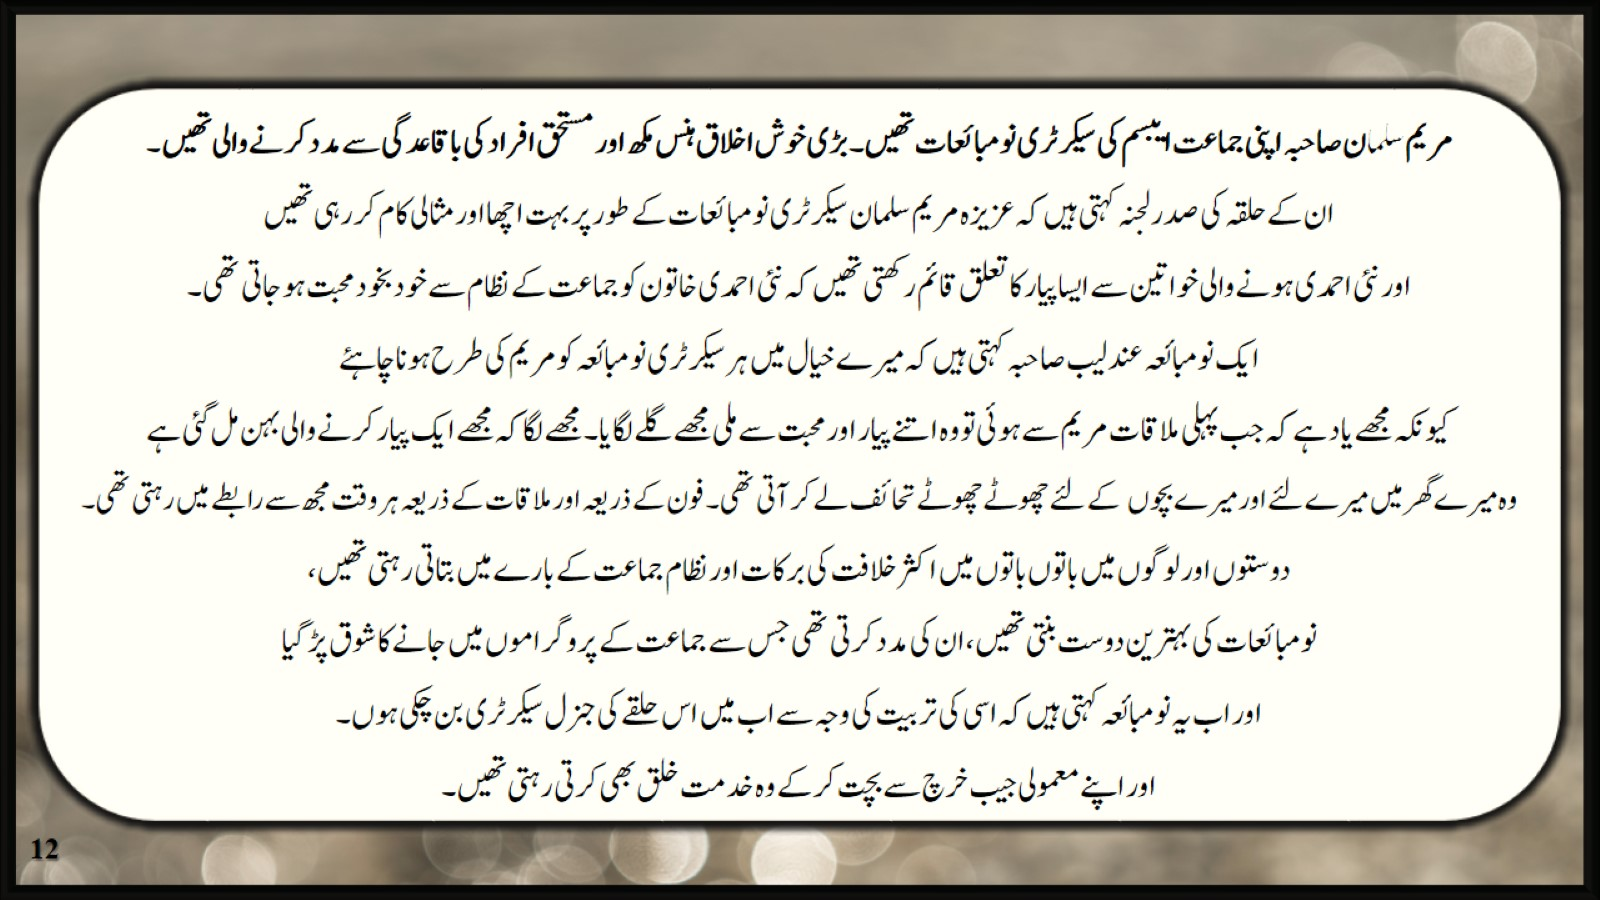 مریم سلمان صاحبہ اپنی جماعت ایبسم کی سیکرٹری نومبائعات تھیں۔ بڑی خوش اخلاق ہنس مکھ اور مستحق افراد کی باقاعدگی سے مدد کرنے والی تھیں۔
ان کے حلقہ کی صدر لجنہ کہتی ہیں کہ عزیزہ مریم سلمان سیکرٹری نومبائعات کے طور پر بہت اچھا اور مثالی کام کر رہی تھیں
اور نئی احمدی ہونے والی خواتین سے ایسا پیار کا تعلق قائم رکھتی تھیں کہ نئی احمدی خاتون کو جماعت کے نظام سے خود بخود محبت ہو جاتی تھی۔
ایک نومبائعہ عندلیب صاحبہ کہتی ہیں کہ میرے خیال میں ہر سیکرٹری نومبائعہ کو مریم کی طرح ہونا چاہئے
کیونکہ مجھے یاد ہے کہ جب پہلی ملاقات مریم سے ہوئی تو وہ اتنے پیار اور محبت سے ملی مجھے گلے لگایا۔ مجھے لگا کہ مجھے ایک پیار کرنے والی بہن مل گئی ہے
وہ میرے گھر میں میرے لئے اور میرے بچوں کے لئے چھوٹے چھوٹے تحائف لے کر آتی تھی۔ فون کے ذریعہ اور ملاقات کے ذریعہ ہر وقت مجھ سے رابطے میں رہتی تھی۔
دوستوں اور لوگوں میں باتوں باتوں میں اکثر خلافت کی برکات اور نظام جماعت کے بارے میں بتاتی رہتی تھیں،
نومبائعات کی بہترین دوست بنتی تھیں، ان کی مدد کرتی تھی جس سے جماعت کے پروگراموں میں جانے کا شوق پڑ گیا
اور اب یہ نومبائعہ کہتی ہیں کہ اسی کی تربیت کی وجہ سے اب میں اس حلقے کی جنرل سیکرٹری بن چکی ہوں۔
اور اپنے معمولی جیب خرچ سے بچت کر کے وہ خدمت خلق بھی کرتی رہتی تھیں۔
12